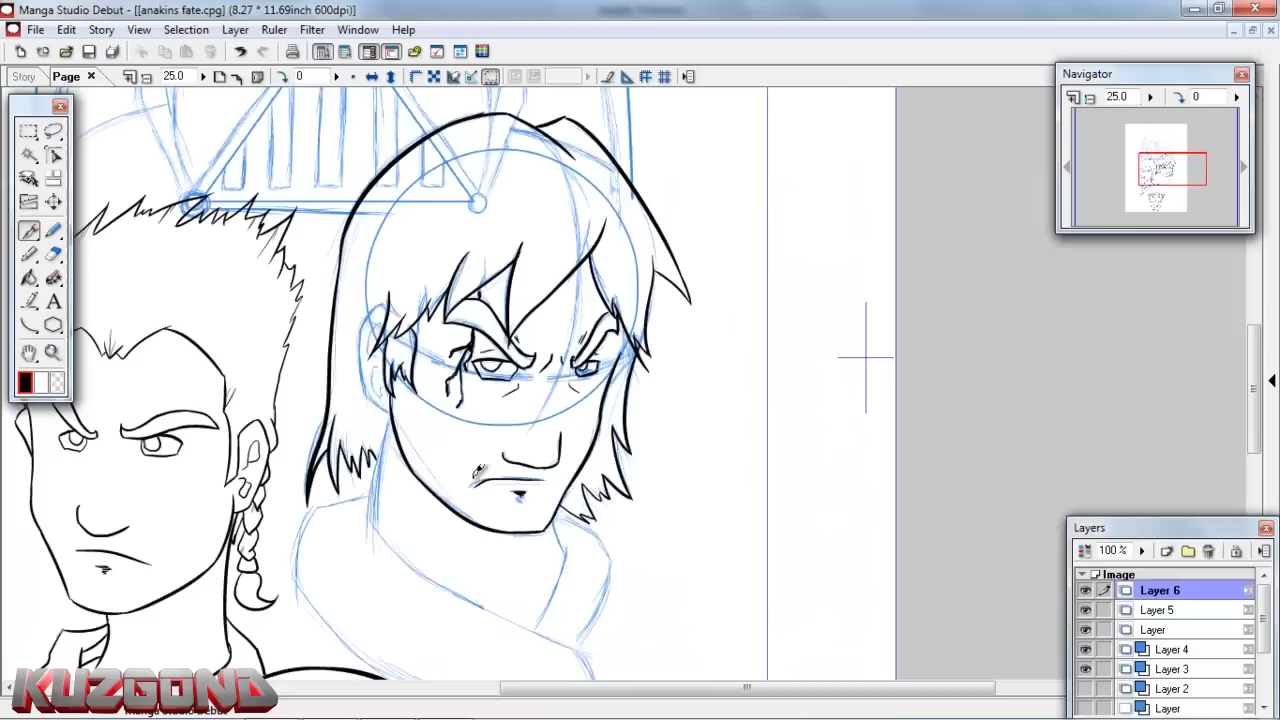 Manga Studio Debut - [[anakins fate.cpg] (8.27 * 11.69inch 600dpi)*]
File Edit Story View Selection Layer Ruler Filter Window Help
Story Page 25.0 0
Navigator
25.0 0
A
Layers
100 %
Image
Layer 6
Layer 5
Layer
Layer 4
Layer 3
Layer 2
Layer
KUZGOND